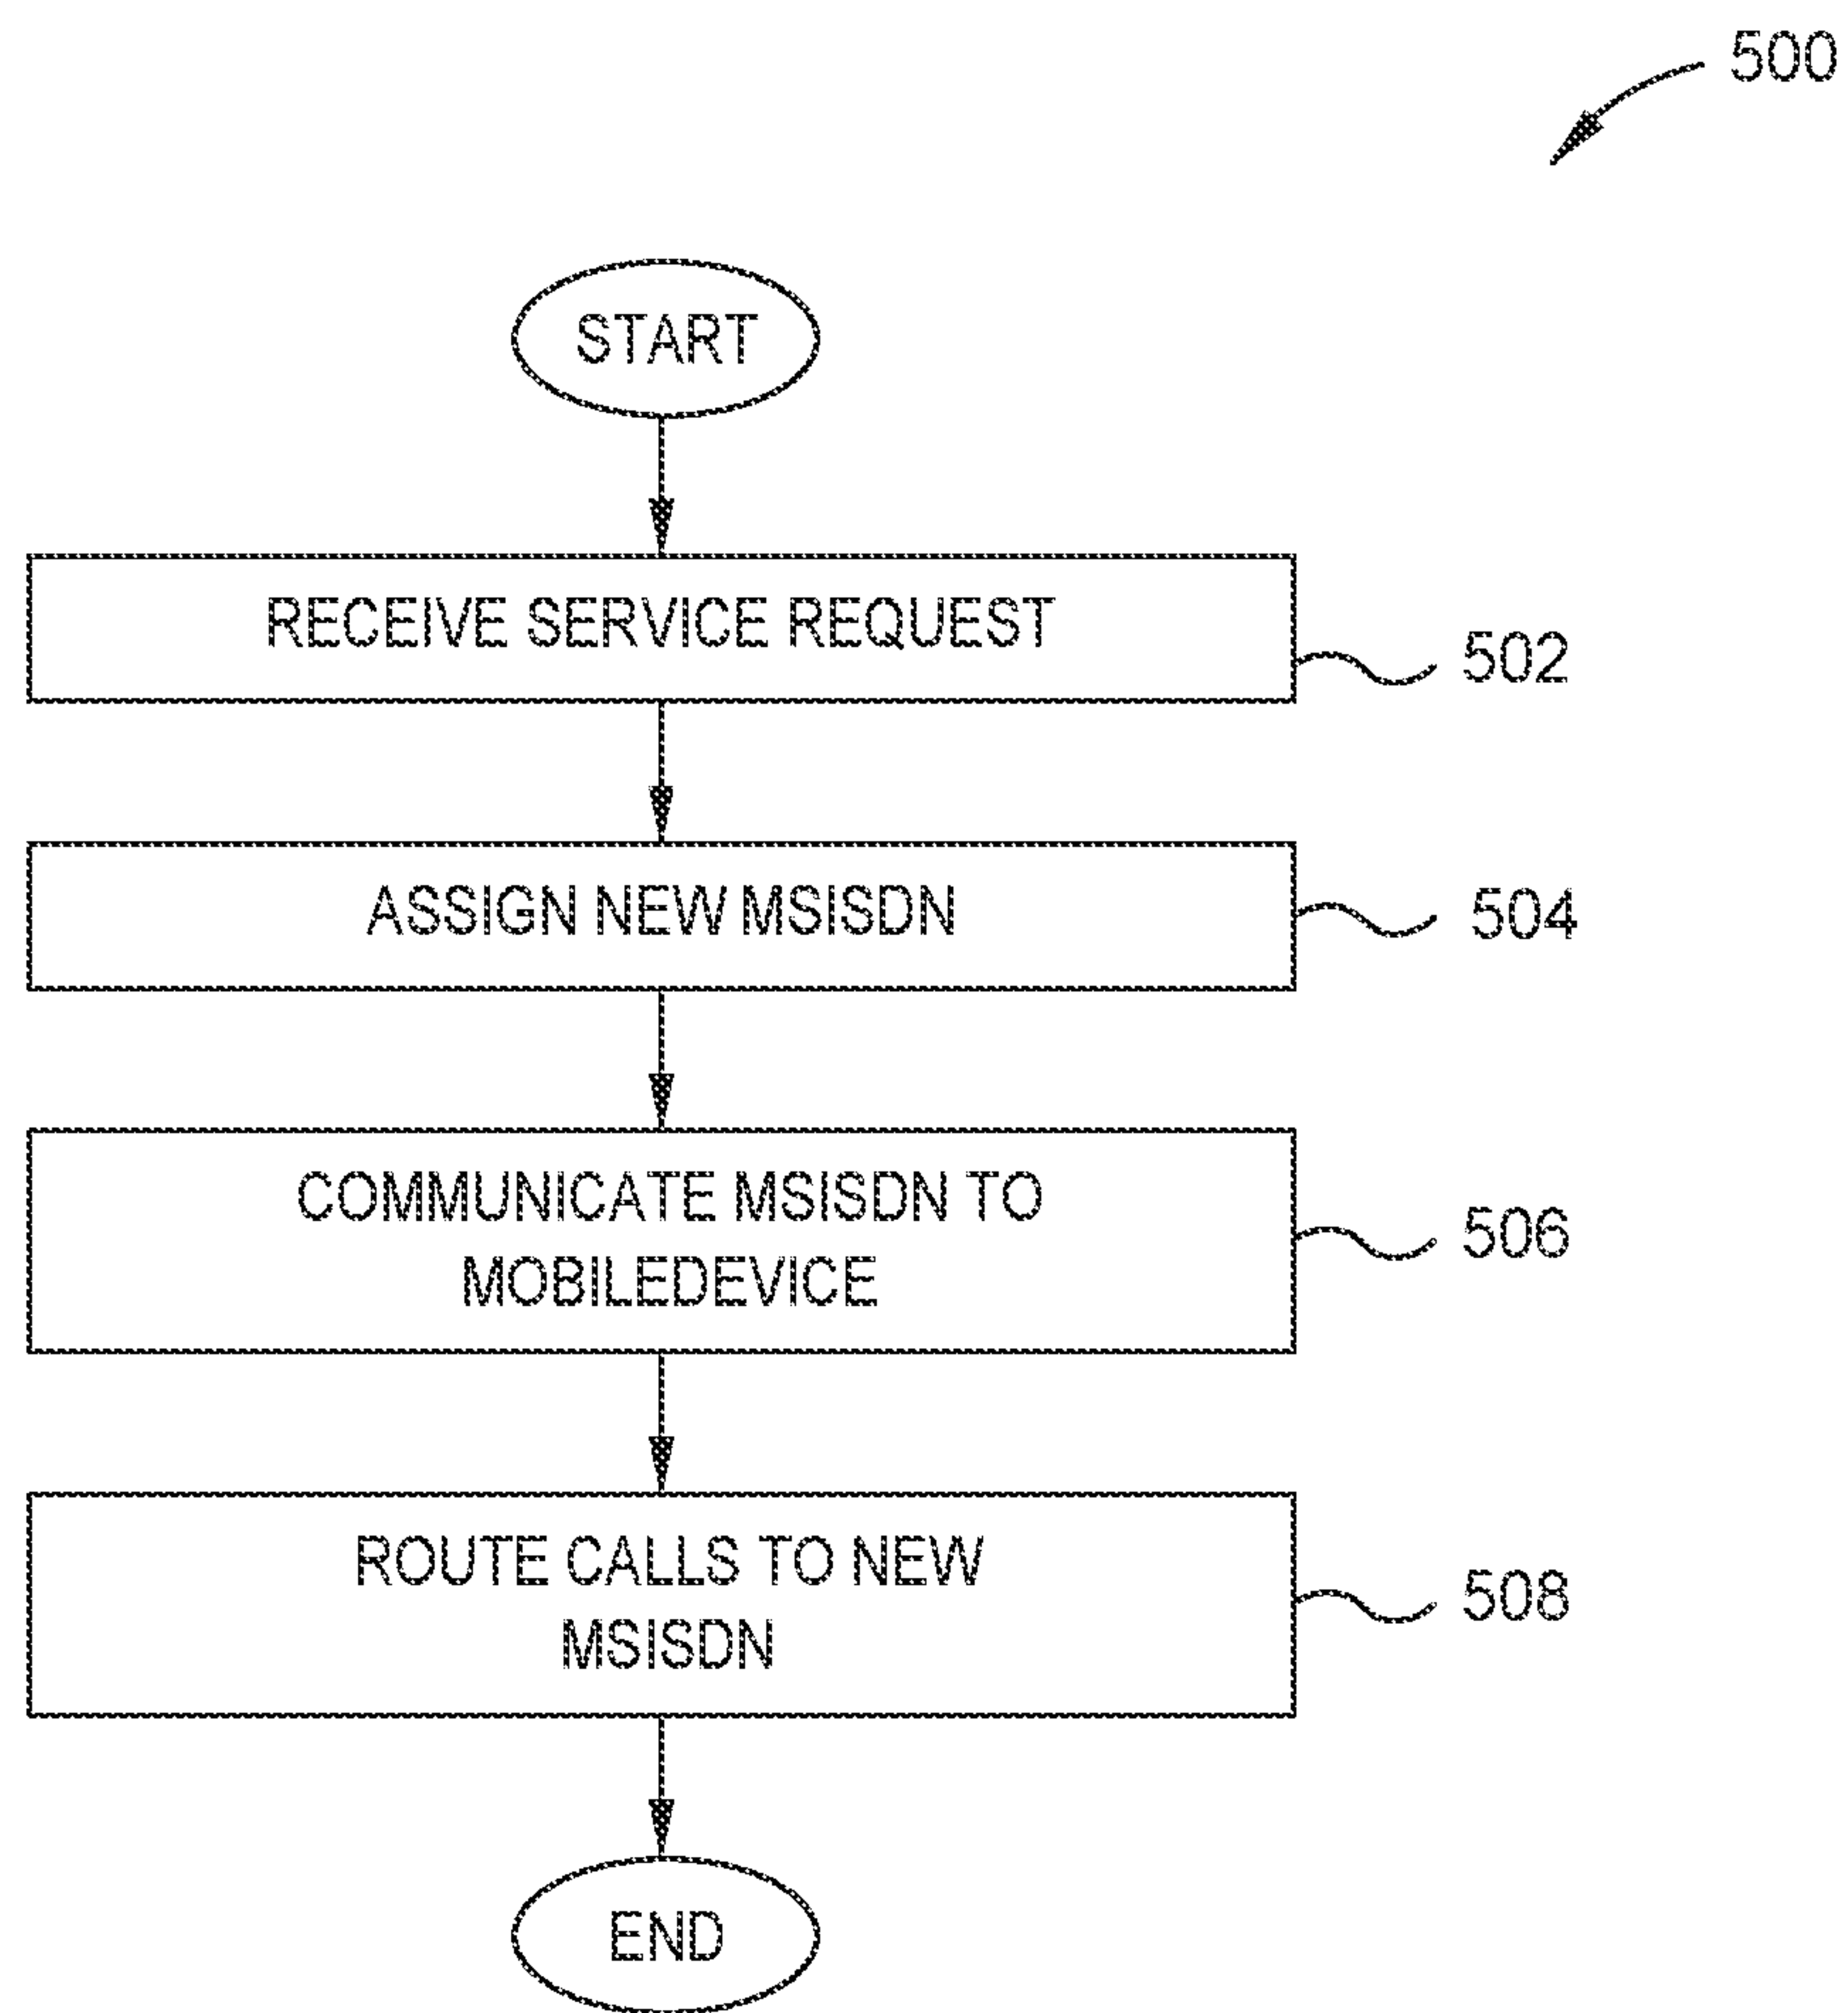 500
START
RECEIVE SERVICE REQUEST
502
ASSIGN NEW MSISDN
504
COMMUNICATE MSISDN TO
MOBILEDEVICE
506
ROUTE CALLS TO NEW
MSISDN
508
END